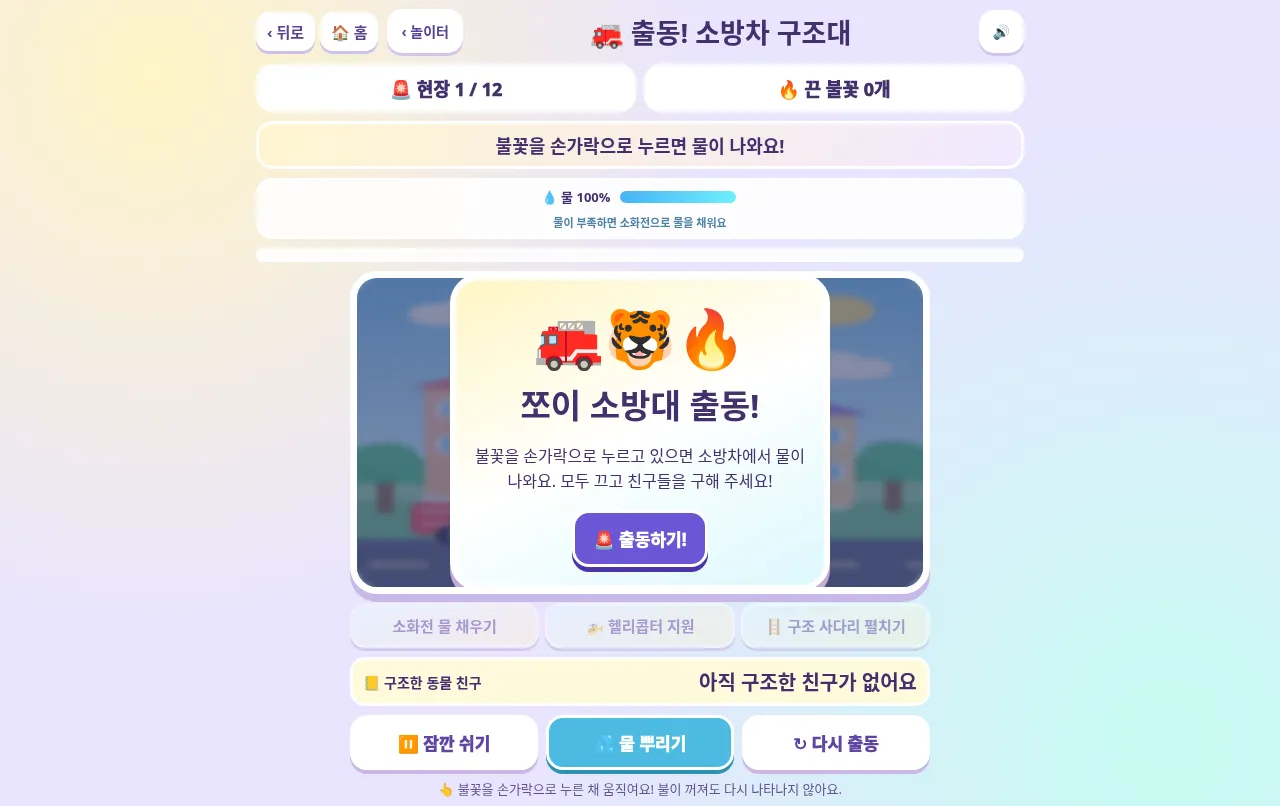 ‹ 뒤로
🏠 홈
‹ 놀이터
🚒 출동! 소방차 구조대
🔊
🚨 현장 1 / 12
🔥 끈 불꽃 0개
불꽃을 손가락으로 누르면 물이 나와요!
💧 물 100%
물이 부족하면 소화전으로 물을 채워요
🚒🐯🔥
쪼이 소방대 출동!
불꽃을 손가락으로 누르고 있으면 소방차에서 물이
나와요. 모두 끄고 친구들을 구해 주세요!
🚨 출동하기!
소화전 물 채우기
🚁 헬리콥터 지원
🪜 구조 사다리 펼치기
📒 구조한 동물 친구
아직 구조한 친구가 없어요
⏸️ 잠깐 쉬기
💦 물 뿌리기
↻ 다시 출동
👆 불꽃을 손가락으로 누른 채 움직여요! 불이 꺼져도 다시 나타나지 않아요.